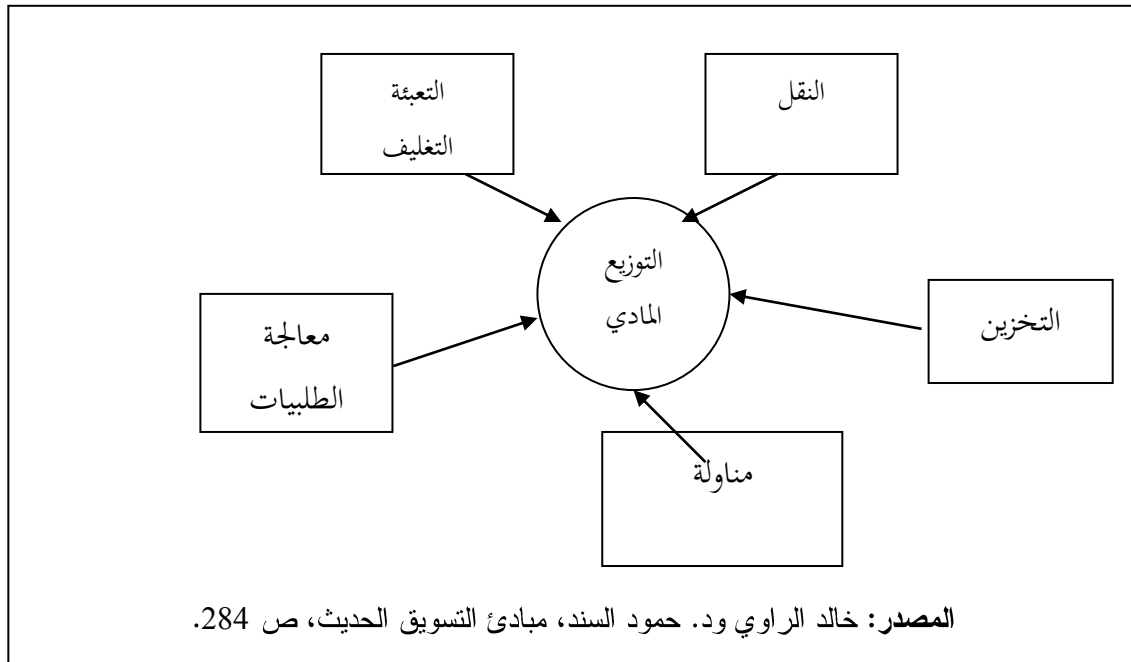 النقل
التعبئة
التغليف
التوزيع
المادي
التخزين
معالجة
الطلبيات
مناولة
المصدر: خالد الراوي ود. حمود السند، مبادئ التسويق الحديث، ص 284.